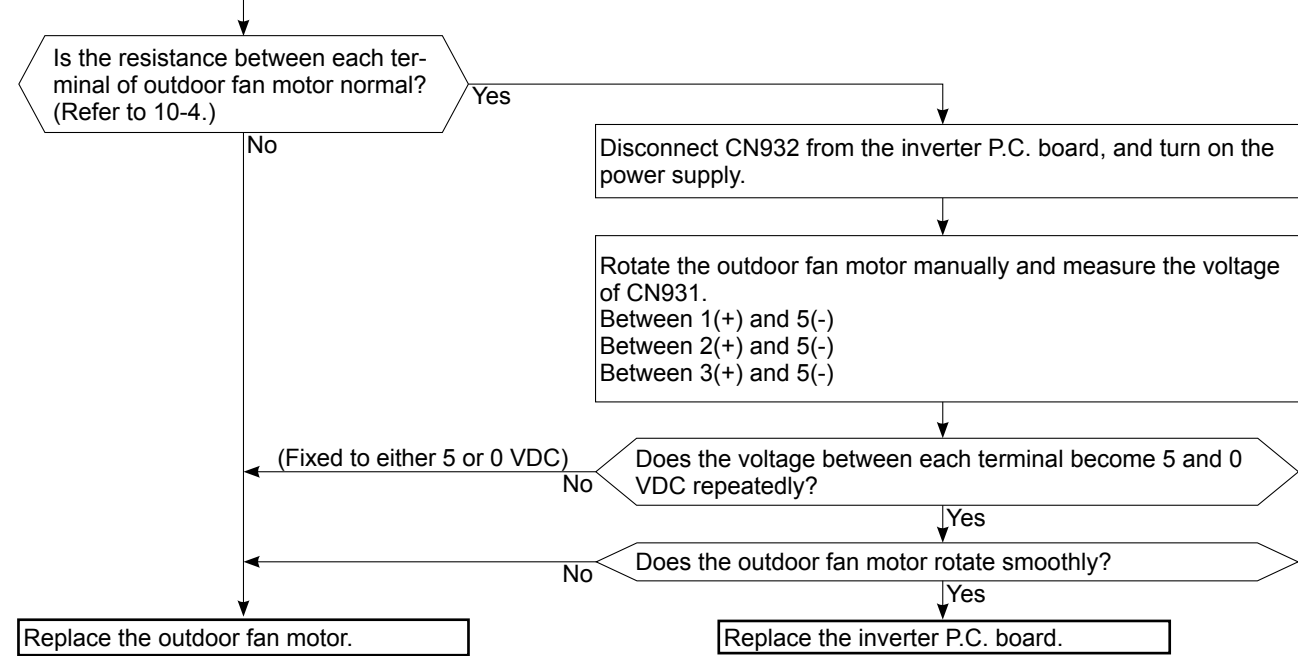 Is the resistance between each ter-
minal of outdoor fan motor normal?
(Refer to 10-4.)
Yes
No
Disconnect CN932 from the inverter P.C. board, and turn on the
power supply.
Rotate the outdoor fan motor manually and measure the voltage
of CN931.
Between 1(+) and 5(-)
Between 2(+) and 5(-)
Between 3(+) and 5(-)
(Fixed to either 5 or 0 VDC)
No
Does the voltage between each terminal become 5 and 0
VDC repeatedly?
Yes
No
Does the outdoor fan motor rotate smoothly?
Yes
Replace the outdoor fan motor.
Replace the inverter P.C. board.